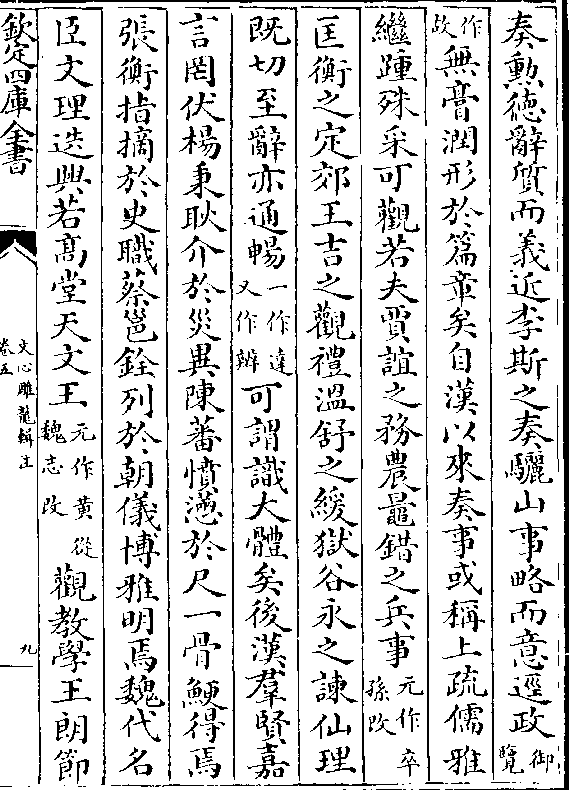 奏勲徳辭質而義近李斯之奏驪山事略而意逕政御覽
作故無膏潤形於篇章矣自漢以來奏事或稱上疏儒雅
繼踵殊采可觀若夫賈誼之務農鼂錯之兵事元作卒孫改
匡衡之定郊王吉之觀禮溫舒之緩獄谷永之諫仙理
既切至辭亦通暢一作達又作辨可謂識大體矣後漢羣賢嘉
言罔伏楊秉耿介於災異陳蕃憤懣於尺一骨鯁得焉
張衡指摘於史職蔡邕銓列於朝儀博雅明焉魏代名
臣文理迭興若髙堂天文王元作黄從魏志改觀教學王朗節
欽定四庫全書
文心雕龍輯注
卷五
九